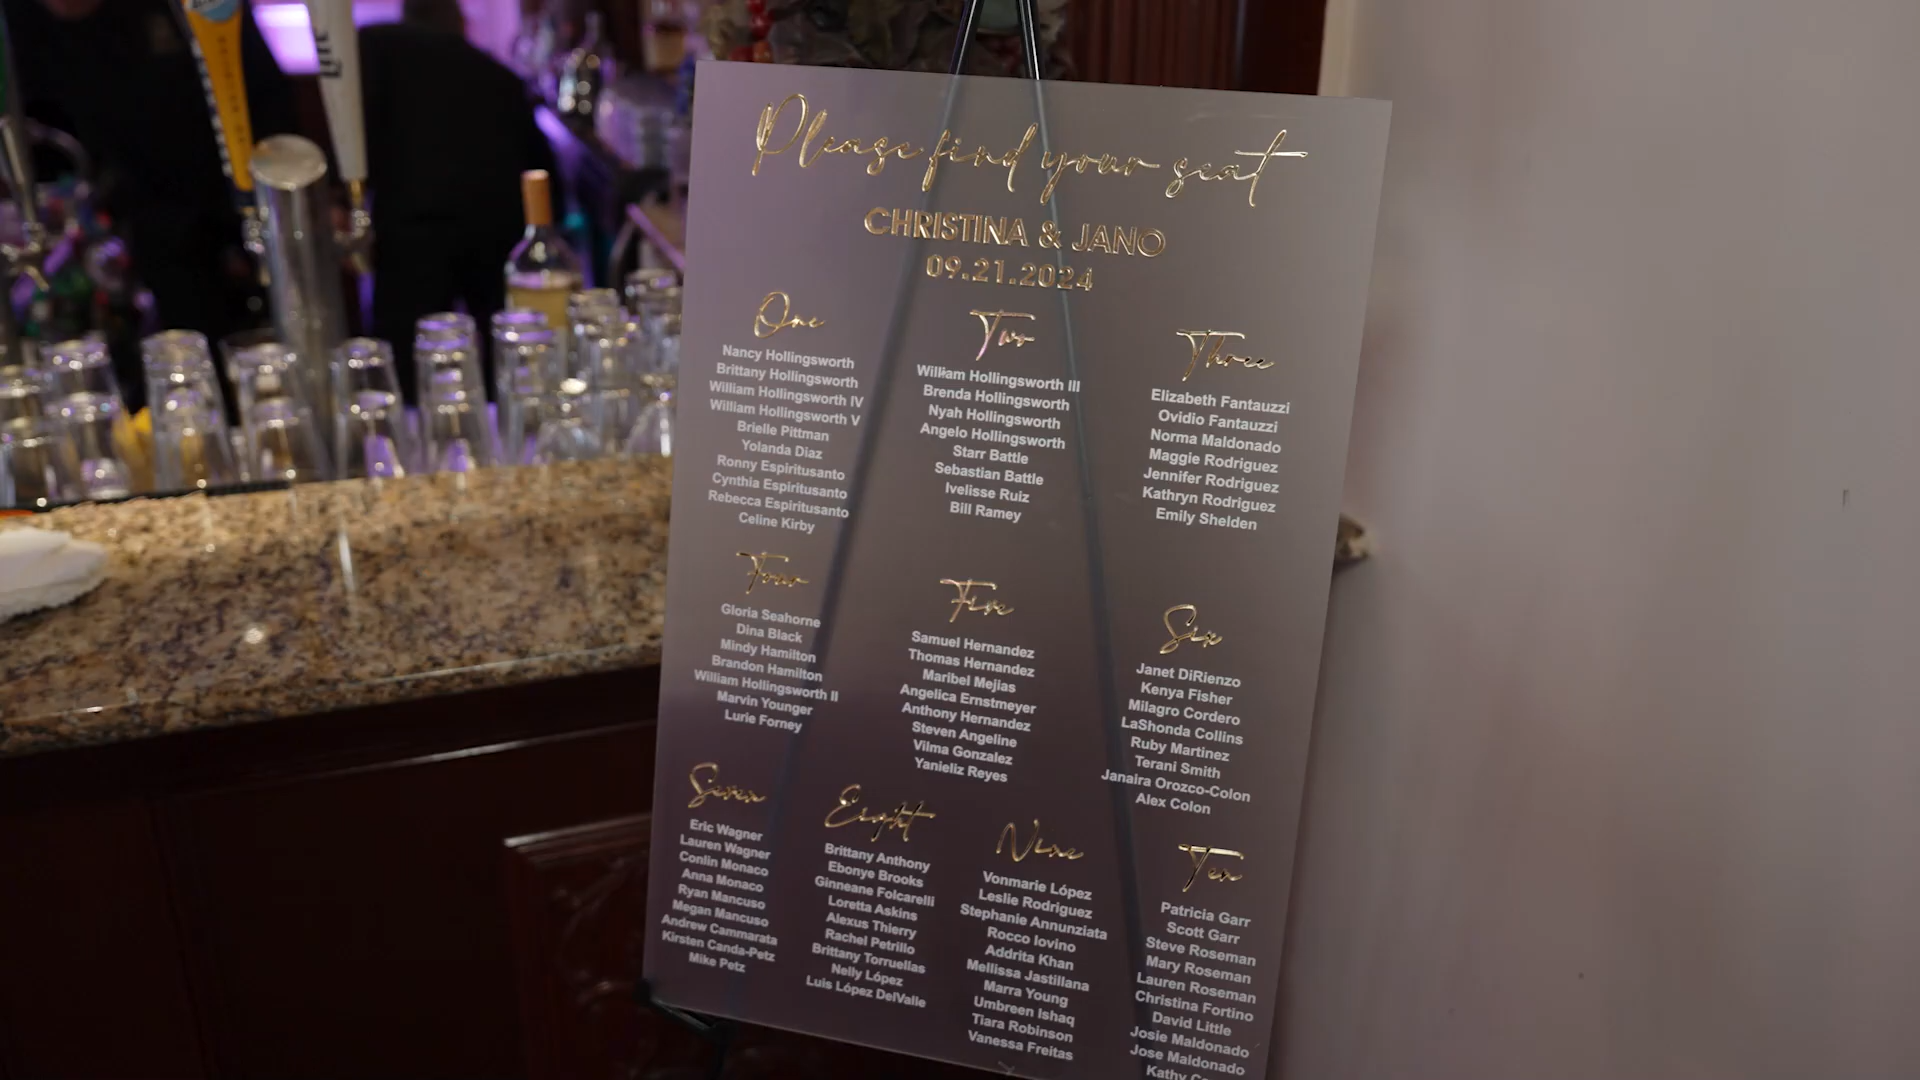 Please find your seat
CHRISTINA & JANO
09.21.2024
One
Nancy Hollingsworth
Brittany Hollingsworth
William Hollingsworth IV
William Hollingsworth V
Brielle Pittman
Yolanda Diaz
Ronny Espiritusanto
Cynthia Espiritusanto
Rebecca Espiritusanto
Celine Kirby
Two
William Hollingsworth III
Brenda Hollingsworth
Nyah Hollingsworth
Angelo Hollingsworth
Starr Battle
Sebastian Battle
Ivelisse Ruiz
Bill Ramey
Three
Elizabeth Fantauzzi
Ovidio Fantauzzi
Norma Maldonado
Maggie Rodriguez
Jennifer Rodriguez
Kathryn Rodriguez
Emily Shelden
Four
Gloria Seahorne
Dina Black
Mindy Hamilton
Brandon Hamilton
William Hollingsworth II
Marvin Younger
Lurie Forney
Five
Samuel Hernandez
Thomas Hernandez
Maribel Mejias
Angelica Ernstmeyer
Anthony Hernandez
Steven Angeline
Vilma Gonzalez
Yanieliz Reyes
Six
Janet DiRienzo
Kenya Fisher
Milagro Cordero
LaShonda Collins
Ruby Martinez
Terani Smith
Janaira Orozco-Colon
Alex Colon
Seven
Eric Wagner
Lauren Wagner
Conlin Monaco
Anna Monaco
Ryan Mancuso
Megan Mancuso
Andrew Cammarata
Kirsten Canda-Petz
Mike Petz
Eight
Brittany Anthony
Ebonye Brooks
Ginneane Folcarelli
Loretta Askins
Alexus Thierry
Rachel Petrillo
Brittany Torruellas
Nelly López
Luis López DelValle
Nine
Vonmarie López
Leslie Rodriguez
Stephanie Annunziata
Rocco Iovino
Addrita Khan
Mellissa Jastillana
Marra Young
Umbreen Ishaq
Tiara Robinson
Vanessa Freitas
Ten
Patricia Garr
Scott Garr
Steve Roseman
Mary Roseman
Lauren Roseman
Christina Fortino
David Little
Josie Maldonado
Jose Maldonado
Kathy